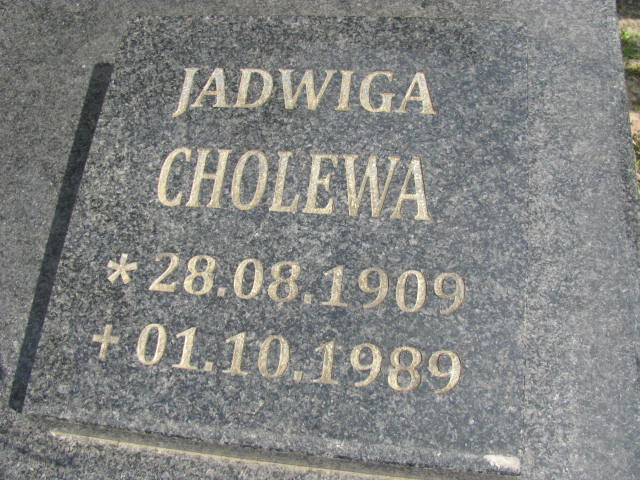 JADWIGA
CHOLEWA
* 28.08.1909
+ 01.10.1989